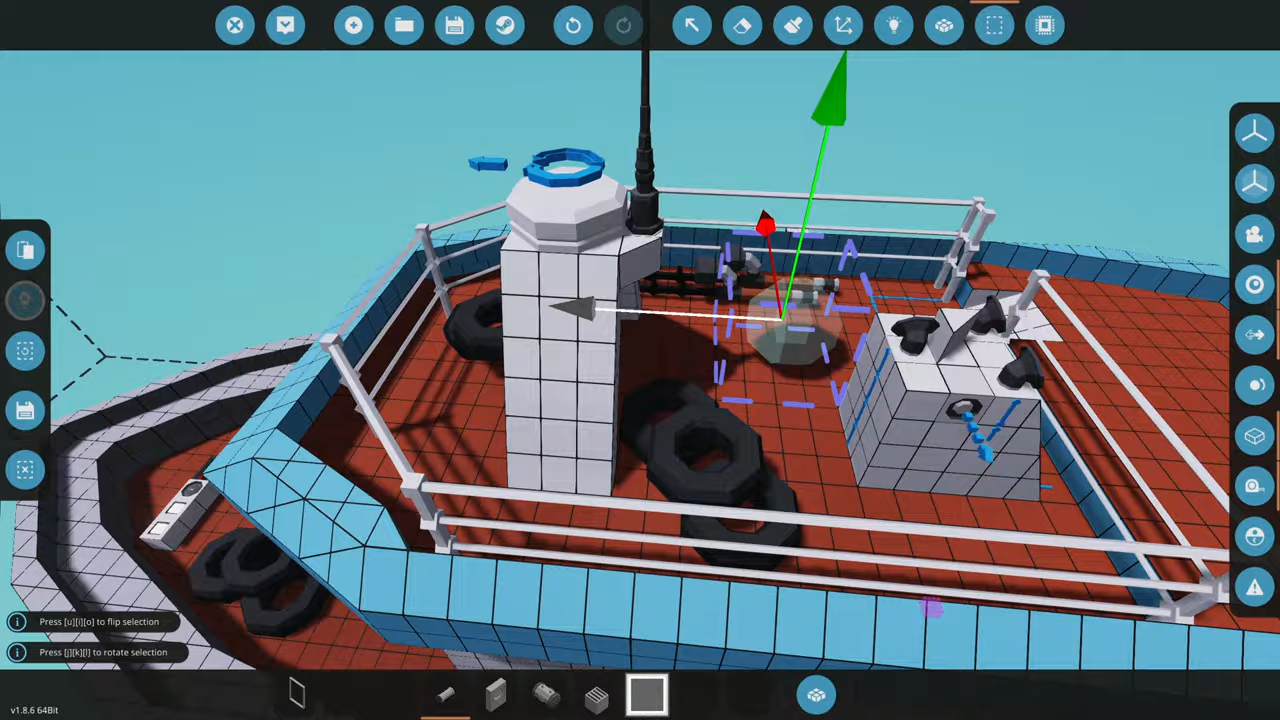 Press [u][i][o] to flip selection
Press [j][k][l] to rotate selection
v1.8.6 64Bit